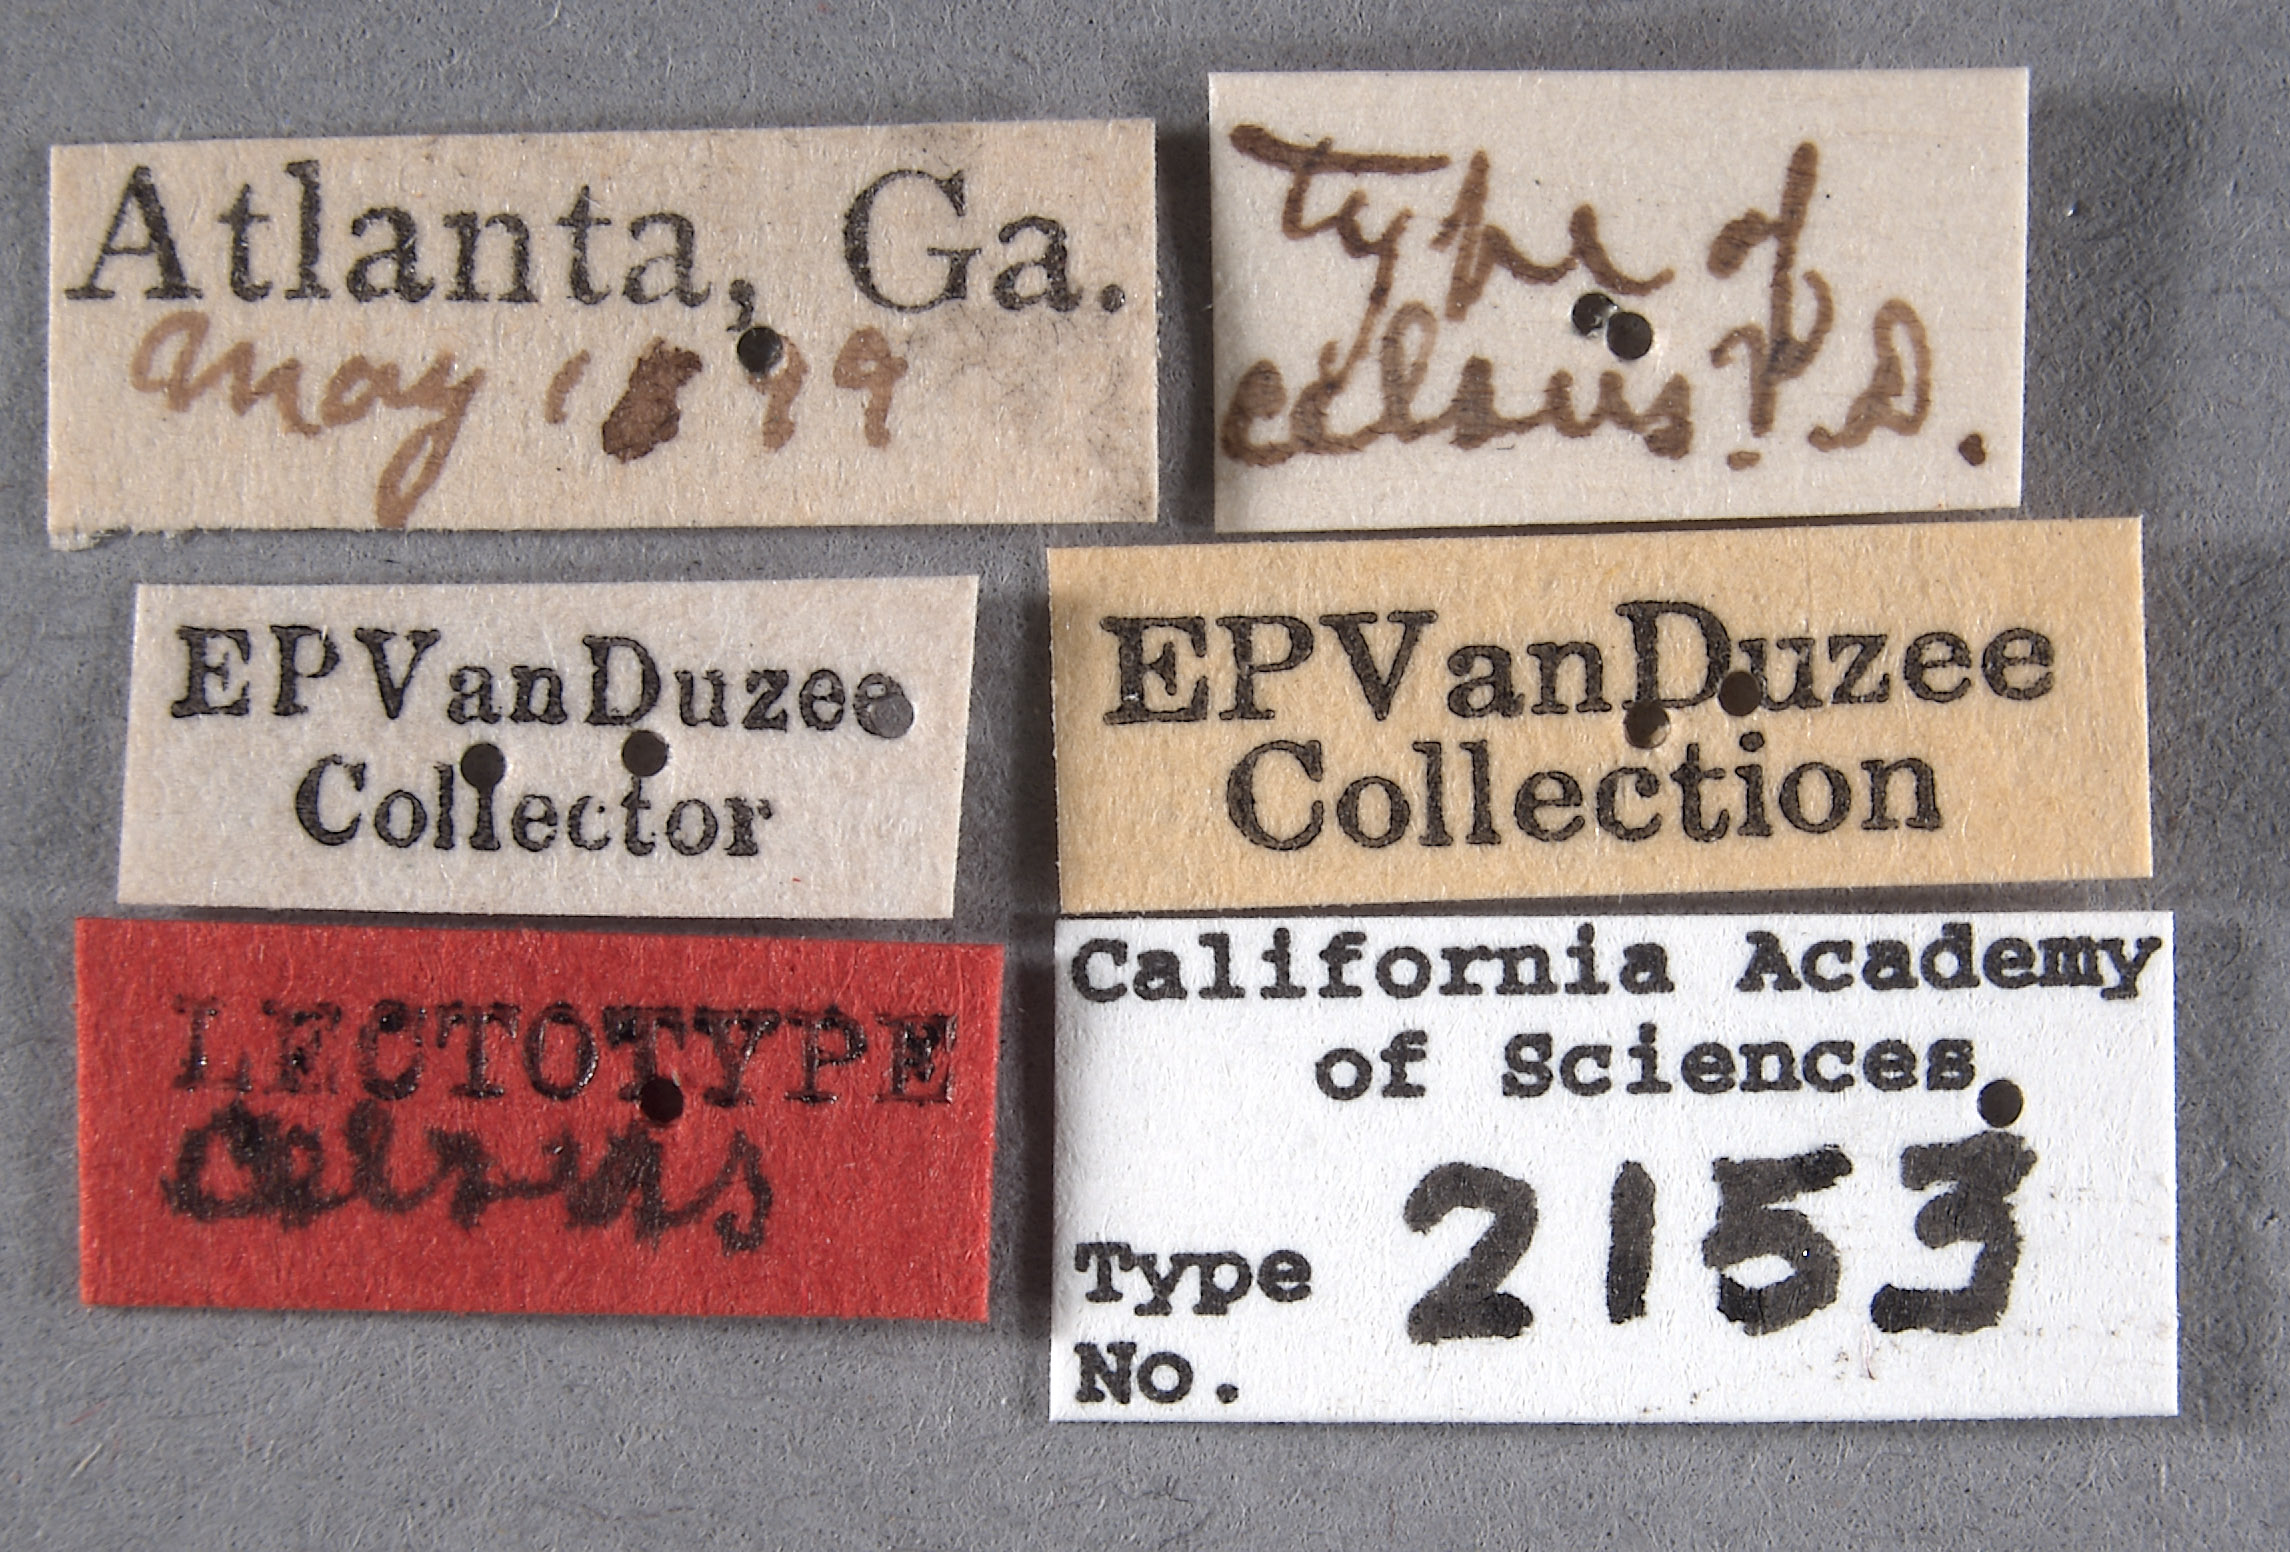 Atlanta, Ga.
May 1899
Type of
celsus. V.D.
EPVanDuzee
Collector
EPVanDuzee
Collection
LECTOTYPE
Celsus
California Academy
of Sciences
Type
No. 2153